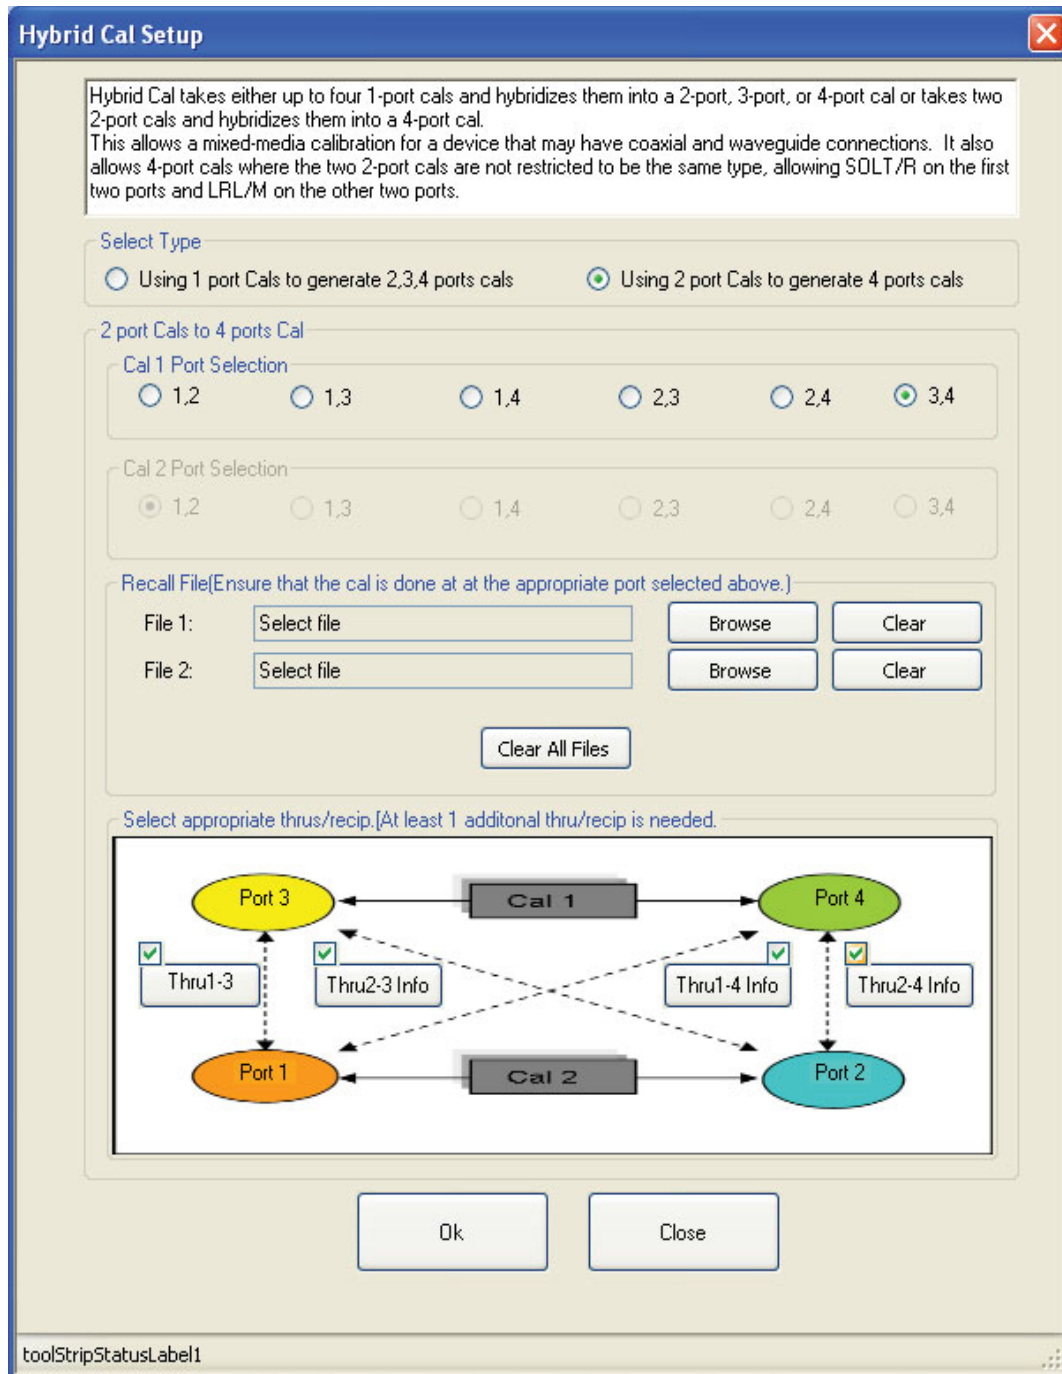 Hybrid Cal Setup
Hybrid Cal takes either up to four 1-port cals and hybridizes them into a 2-port, 3-port, or 4-port cal or takes two
2-port cals and hybridizes them into a 4-port cal.
This allows a mixed-media calibration for a device that may have coaxial and waveguide connections.  It also
allows 4-port cals where the two 2-port cals are not restricted to be the same type, allowing SOLT/R on the first
two ports and LRL/M on the other two ports.
Select Type
Using 1 port Cals to generate 2,3,4 ports cals
Using 2 port Cals to generate 4 ports cals
2 port Cals to 4 ports Cal
Cal 1 Port Selection
1,2 1,3 1,4 2,3 2,4 3,4
Cal 2 Port Selection
1,2 1,3 1,4 2,3 2,4 3,4
Recall File(Ensure that the cal is done at at the appropriate port selected above.)
File 1: Select file Browse Clear
File 2: Select file Browse Clear
Clear All Files
Select appropriate thrus/recip.[At least 1 additonal thru/recip is needed.
Port 3 Cal 1 Port 4
Thru1-3 Thru2-3 Info Thru1-4 Info Thru2-4 Info
Port 1 Cal 2 Port 2
Ok Close
toolStripStatusLabel1